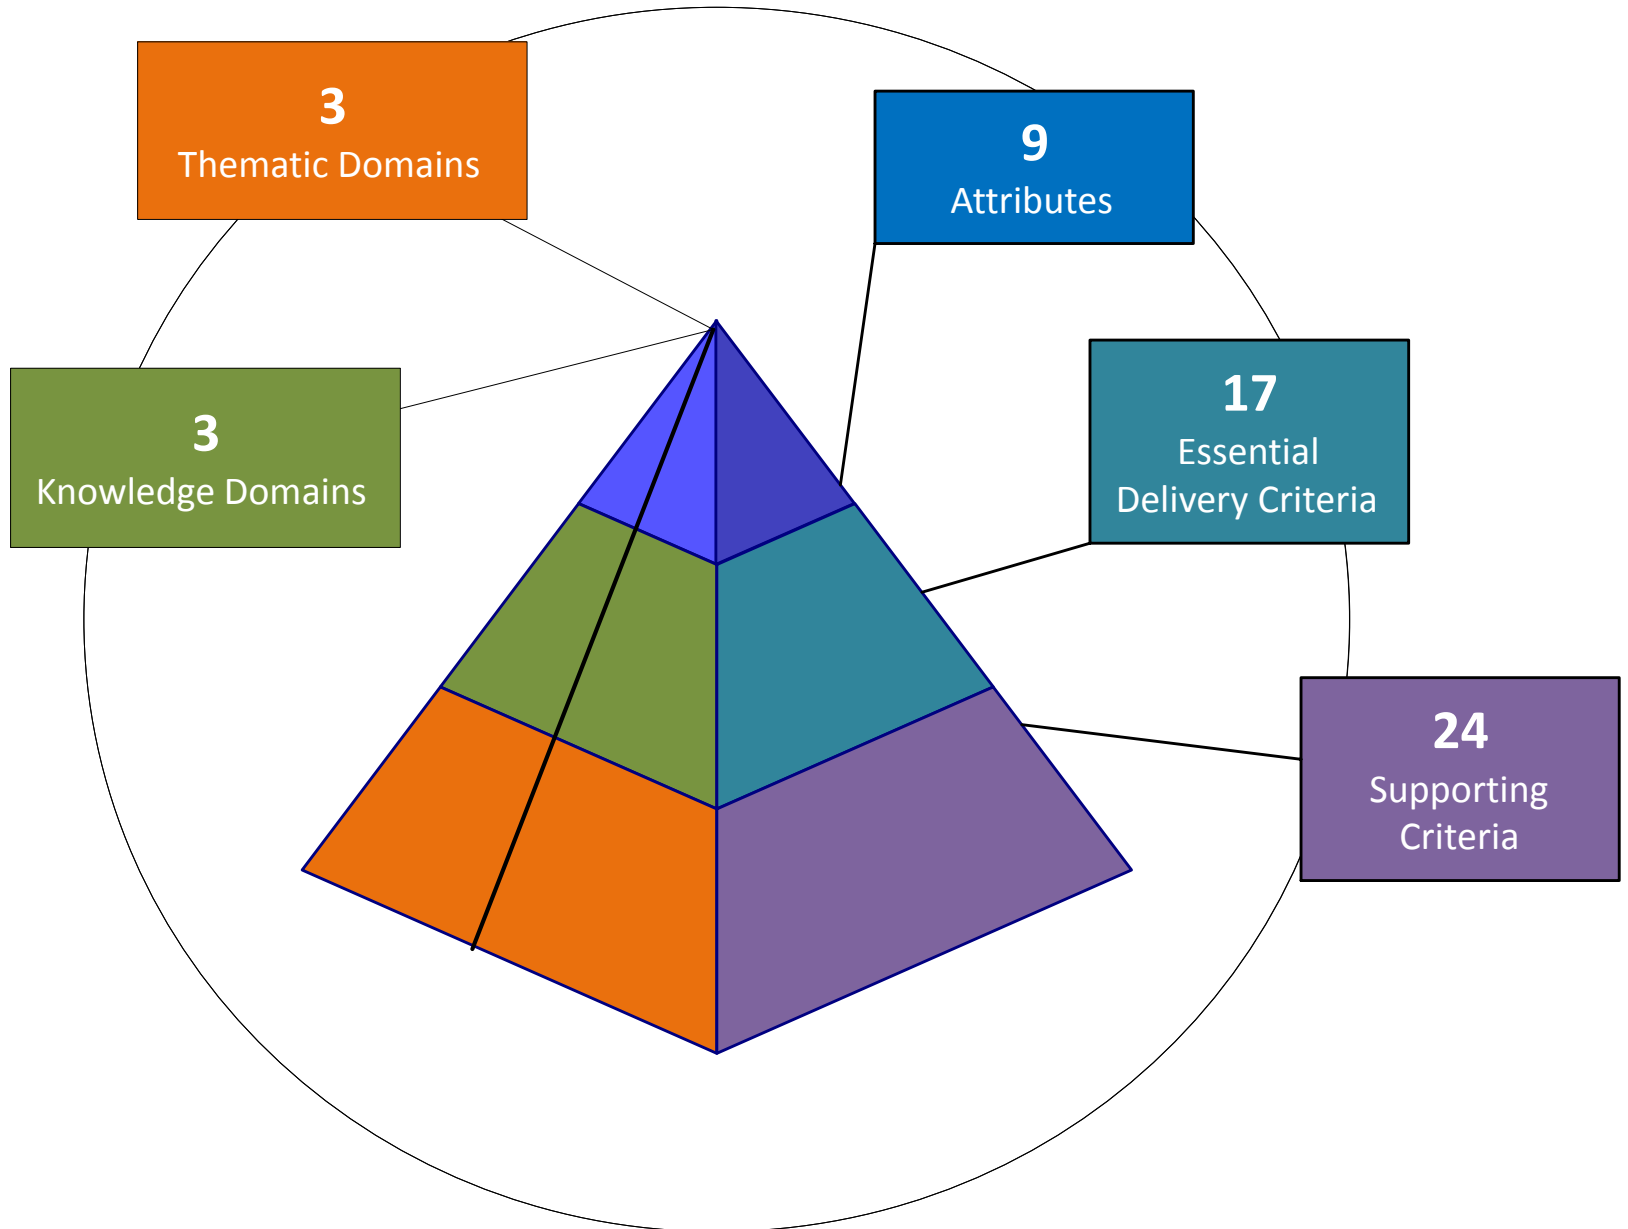 3
Thematic Domains
9
Attributes
3
Knowledge Domains
17
Essential
Delivery Criteria
24
Supporting
Criteria